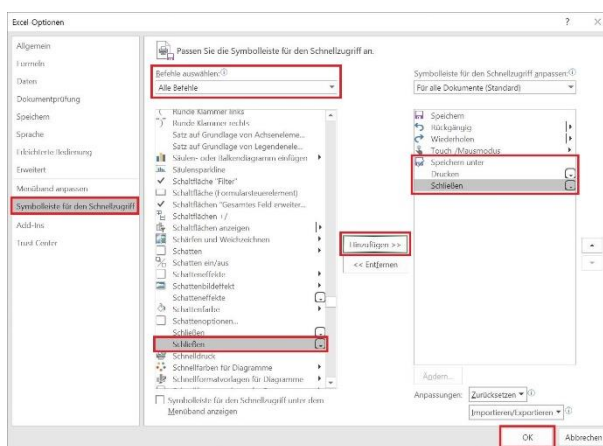 Excel-Optionen
? ×
Allgemein
Formeln
Daten
Dokumentprüfung
Speichern
Sprache
Erleichterte Bedienung
Erweitert
Menüband anpassen
Symbolleiste für den Schnellzugriff
Add-Ins
Trust Center
Passen Sie die Symbolleiste für den Schnellzugriff an.
Befehle auswählen:
Alle Befehle
Runde Klammer links
Runde Klammer rechts
Satz auf Grundlage von Achseneleme...
Satz auf Grundlage von Legendenele...
Säulen- oder Balkendiagramm einfügen
Säulensparkline
Schaltfläche "Filter"
Schaltfläche (Formularsteuerelement)
Schaltflächen "Gesamtes Feld erweiter...
Schaltflächen +/
Schaltflächen anzeigen
Schärfen und Weichzeichnen
Schatten
Schatten ein/aus
Schatteneffekte
Schattenbildeffekt
Schatteneffekte
Schattenfarbe
Schattenoptionen...
Schließen
Schließen
Schnelldruck
Schnellfarben für Diagramme
Schnellformatvorlagen für Diagramme
Symbolleiste für den Schnellzugriff unter dem
Menüband anzeigen
Hinzufügen >>
<< Entfernen
Symbolleiste für den Schnellzugriff anpassen:
Für alle Dokumente (Standard)
Speichern
Rückgängig
Wiederholen
Touch-/Mausmodus
Speichern unter
Drucken
Schließen
Ändern...
Anpassungen:
Zurücksetzen
Importieren/Exportieren
OK
Abbrechen